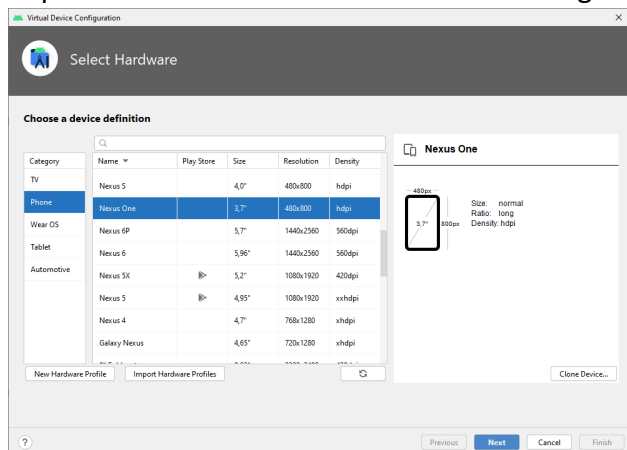 Virtual Device Configuration
Select Hardware
Choose a device definition
Category
TV
Phone
Wear OS
Tablet
Automotive
Name Play Store Size Resolution Density
Nexus S 4,0" 480x800 hdpi
Nexus One 3,7" 480x800 hdpi
Nexus 6P 5,7" 1440x2560 560dpi
Nexus 6 5,96" 1440x2560 560dpi
Nexus 5X 5,2" 1080x1920 420dpi
Nexus 5 4,95" 1080x1920 xxhdpi
Nexus 4 4,7" 768x1280 xhdpi
Galaxy Nexus 4,65" 720x1280 xhdpi
New Hardware Profile Import Hardware Profiles
Nexus One
480px
3,7" 800px
Size: normal
Ratio: long
Density: hdpi
Clone Device...
? Previous Next Cancel Finish